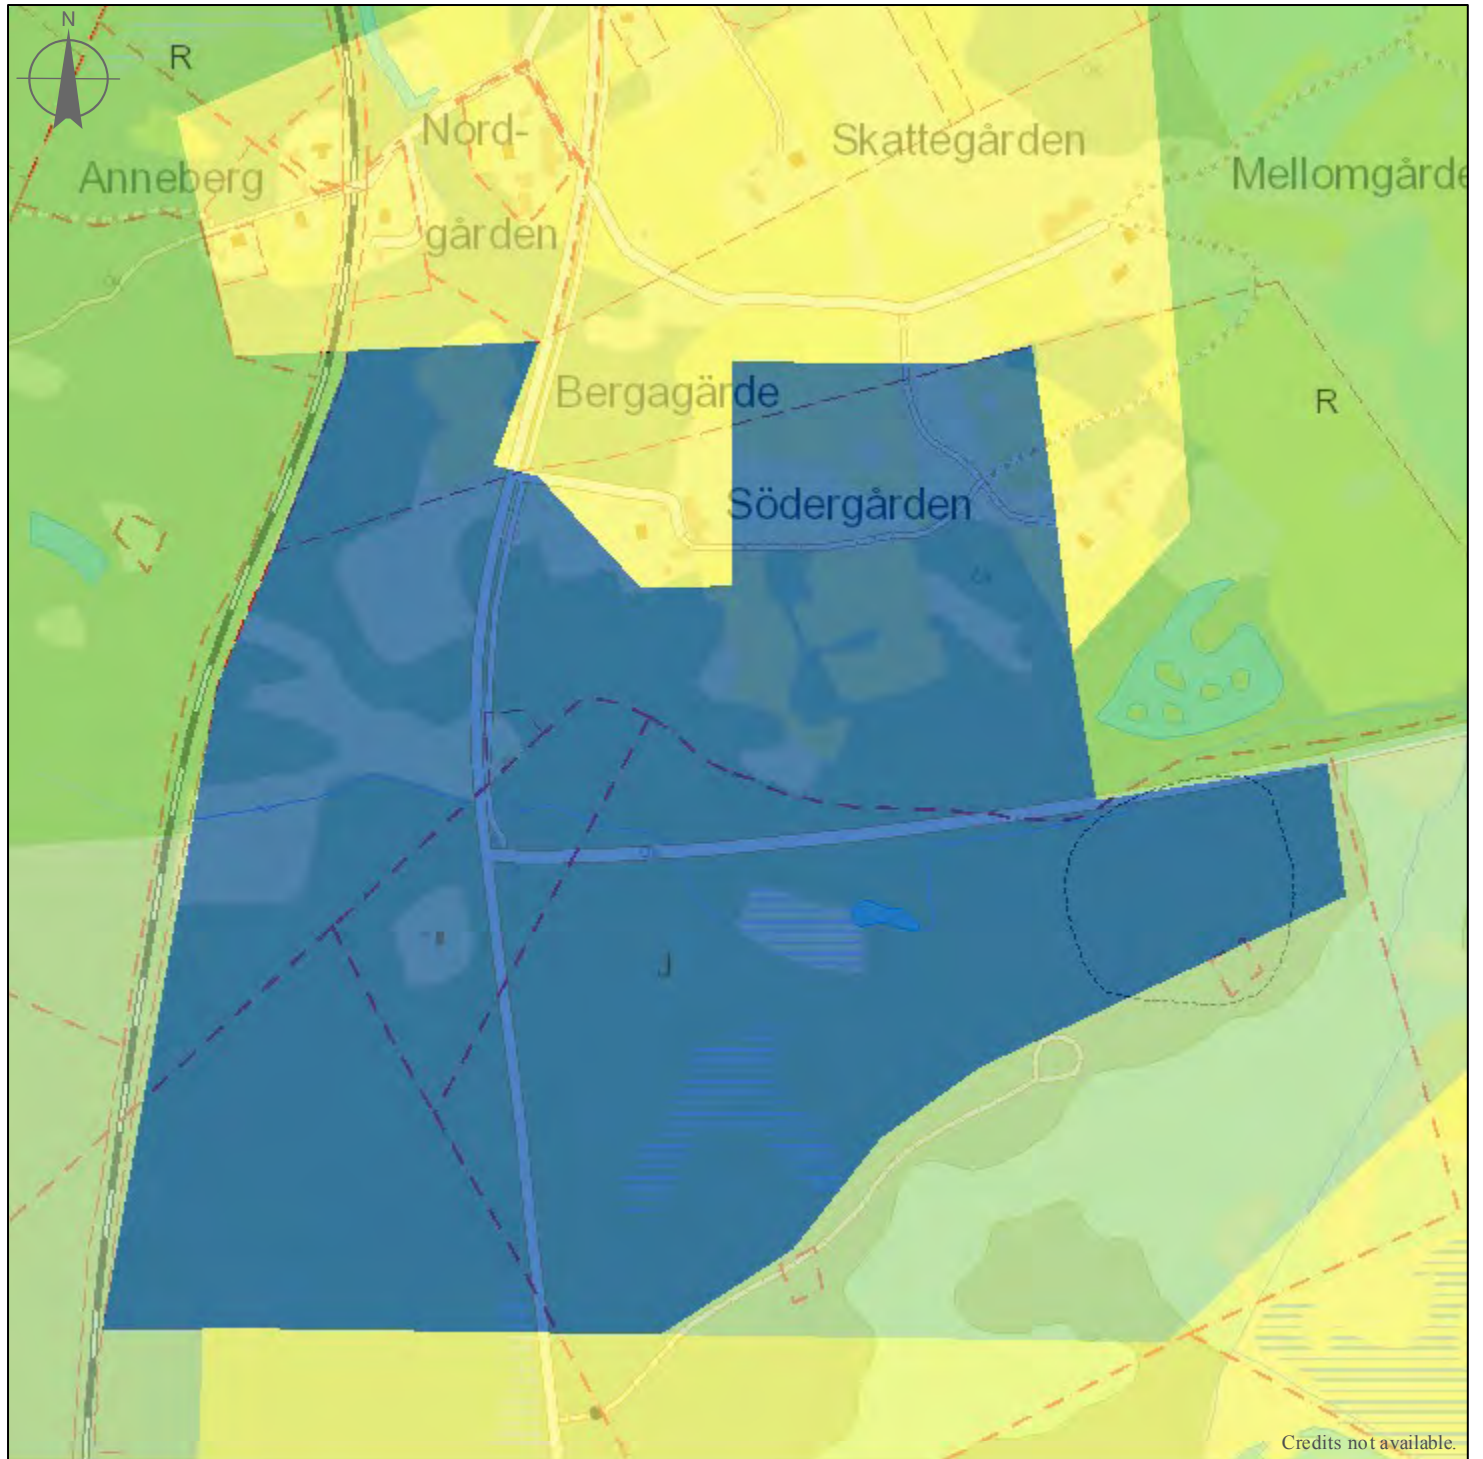 N
R
Nord-
Skattegården
Anneberg
Mellomgårde
gården
Bergagärde
R
Södergården
J
Credits not available.